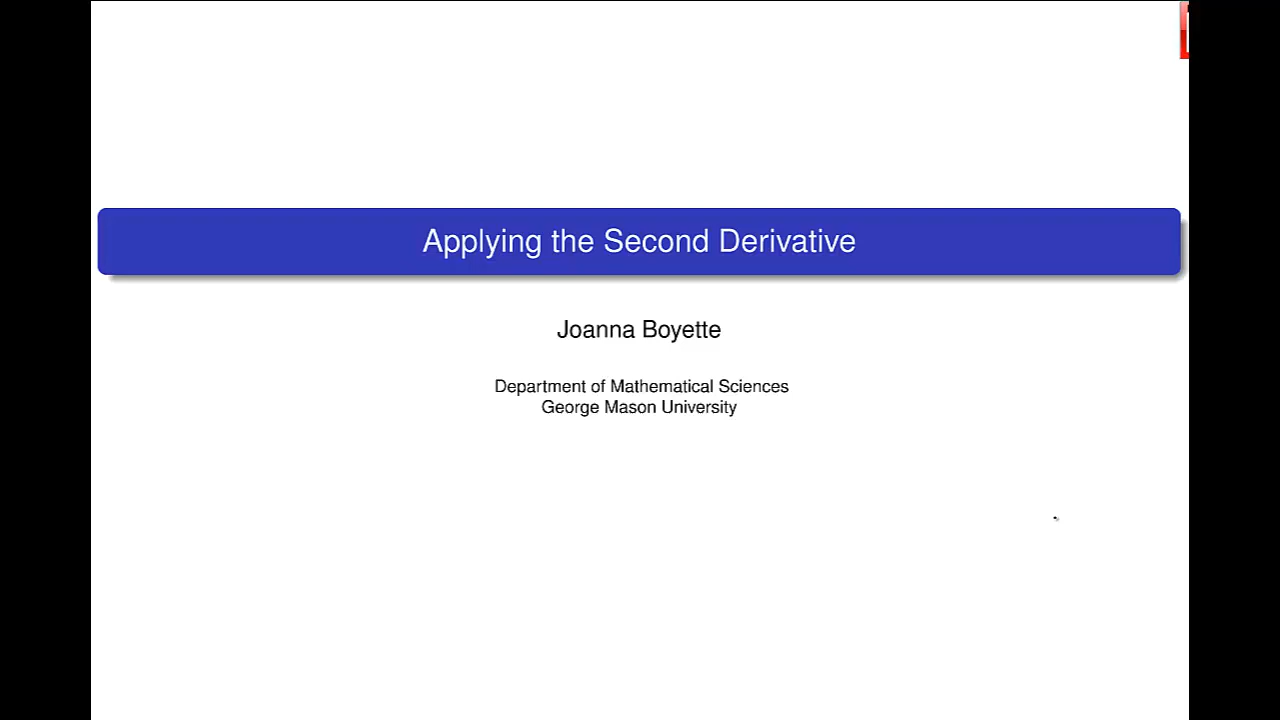 Applying the Second Derivative
Joanna Boyette
Department of Mathematical Sciences
George Mason University